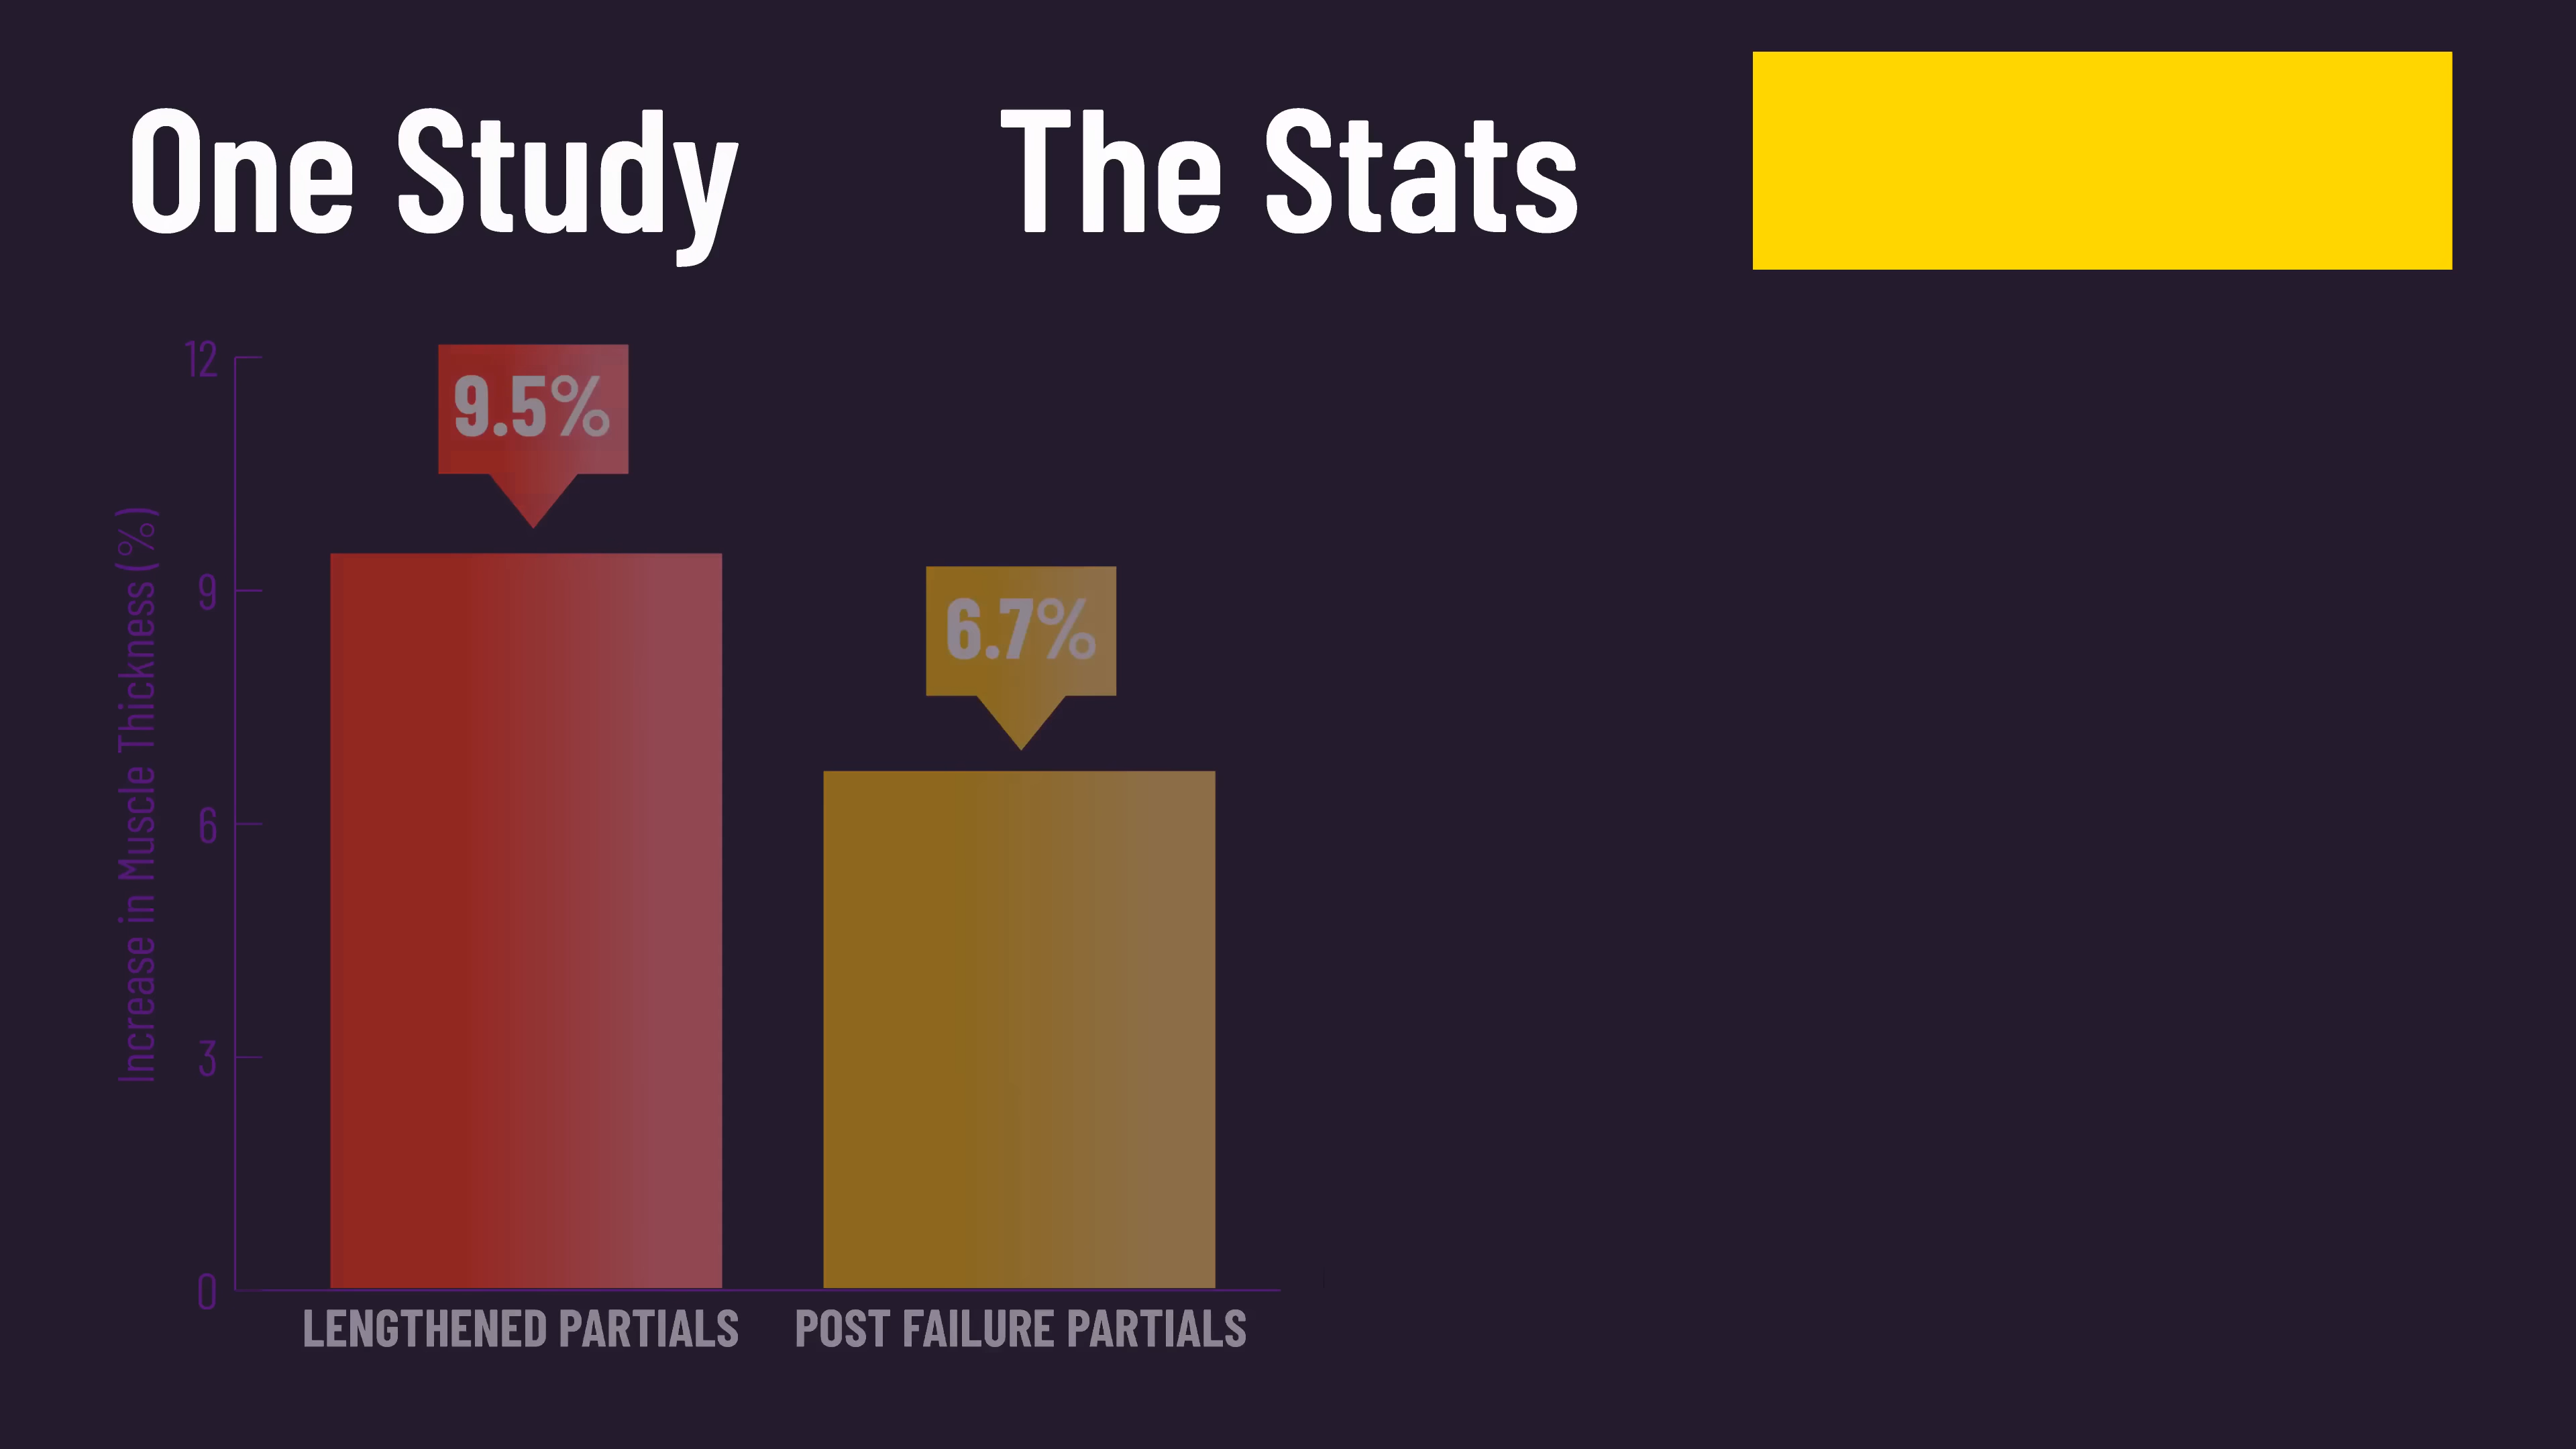 One Study
The Stats
12
9
6
3
0
Increase in Muscle Thickness (%)
9.5%
6.7%
LENGTHENED PARTIALS
POST FAILURE PARTIALS